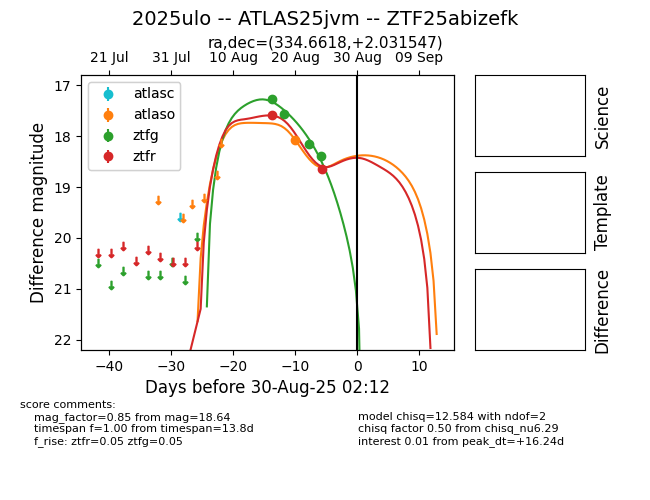 2025ulo -- ATLAS25jvm -- ZTF25abizefk
ra,dec=(334.6618,+2.031547)
21 Jul 31 Jul 10 Aug 20 Aug 30 Aug 09 Sep
atlasc
atlaso
ztfg
ztfr
17
18
19
20
21
22
Difference magnitude
−40 −30 −20 −10 0 10
Days before 30-Aug-25 02:12
Science
Template
Difference
score comments:
mag_factor=0.85 from mag=18.64
timespan f=1.00 from timespan=13.8d
f_rise: ztfr=0.05 ztfg=0.05
model chisq=12.584 with ndof=2
chisq factor 0.50 from chisq_nu6.29
interest 0.01 from peak_dt=+16.24d